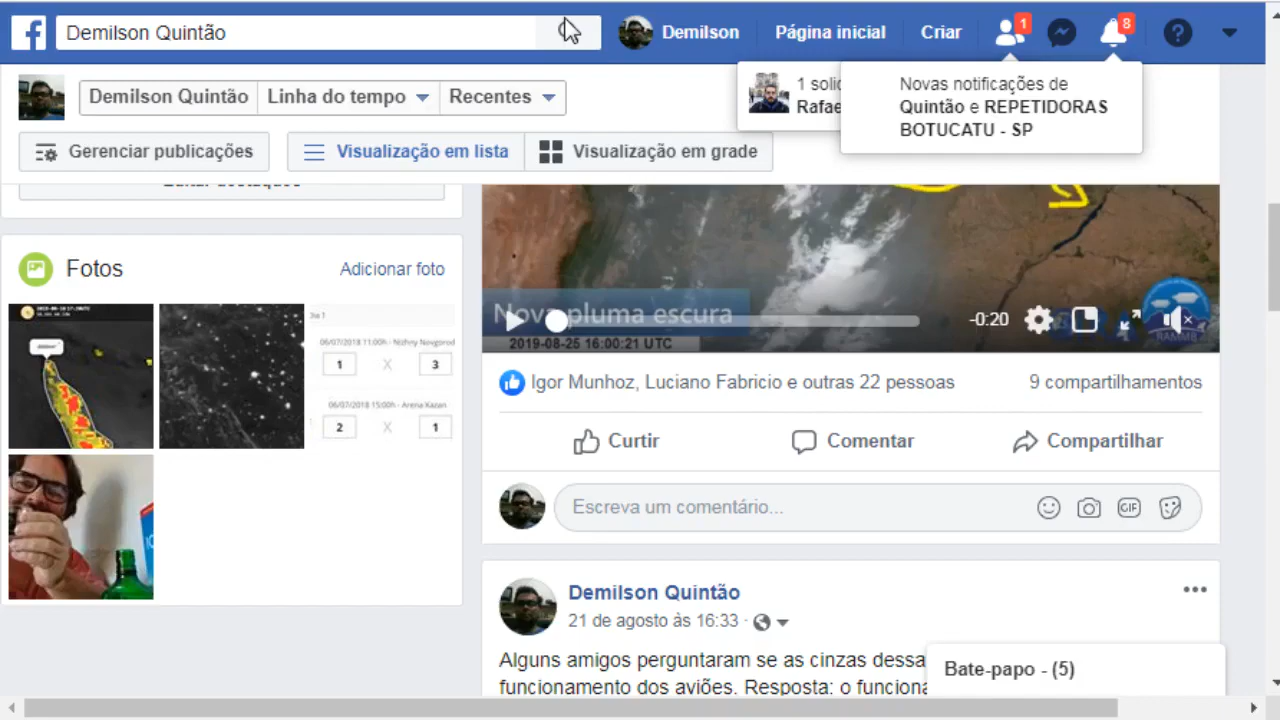 Demilson Quintão
Demilson
Página inicial
Criar
1
8
?
Demilson Quintão
Linha do tempo
Recentes
1 solic
Rafae
Novas notificações de
Quintão e REPETIDORAS
BOTUCATU - SP
Gerenciar publicações
Visualização em lista
Visualização em grade
Fotos
Adicionar foto
06/07/2018 11:00h - Nizhny Novgorod
1 X 3
06/07/2018 15:00h - Arena Kazan
2 X 1
Nova pluma escura
-0:20
2019-08-25 16:00:21 UTC
RAMMB
Igor Munhoz, Luciano Fabricio e outras 22 pessoas
9 compartilhamentos
Curtir
Comentar
Compartilhar
Escreva um comentário...
GIF
Demilson Quintão
21 de agosto às 16:33
Alguns amigos perguntaram se as cinzas dessa
funcionamento dos aviões. Resposta: o funciona
Bate-papo - (5)